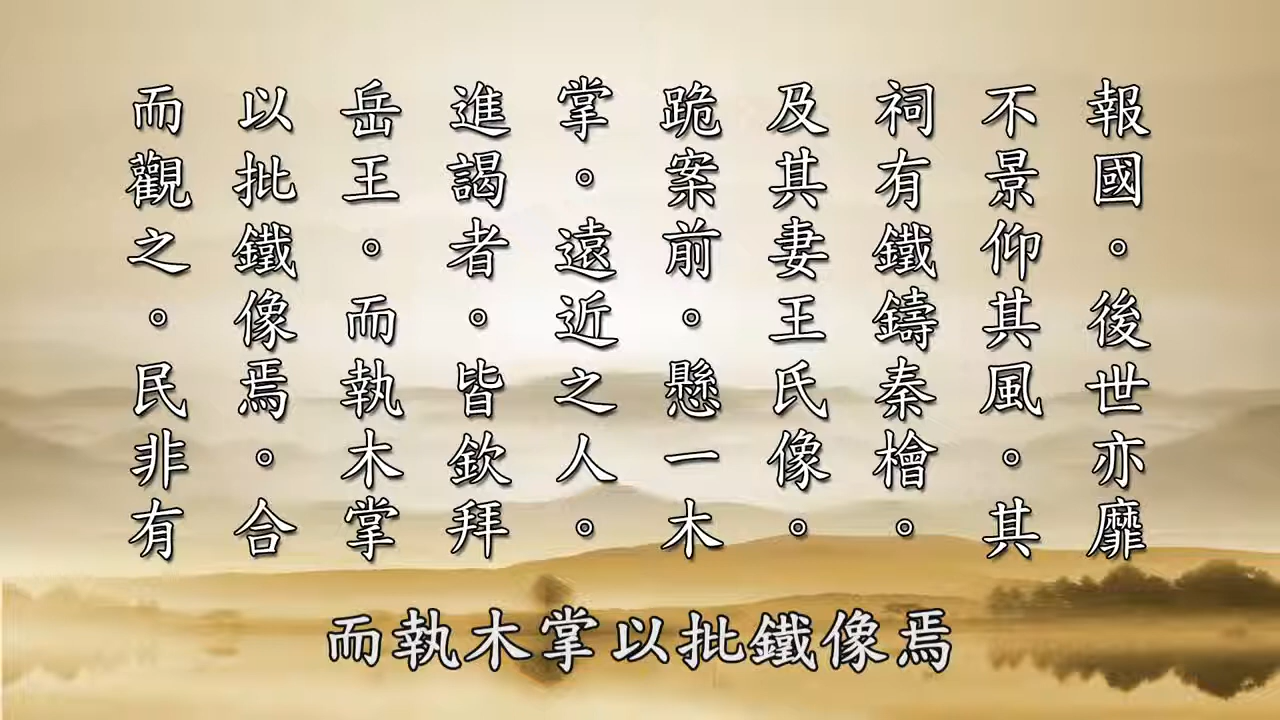 報國。後世亦靡
不景仰其風。其
祠有鐵鑄秦檜。
及其妻王氏像。
跪案前。懸一木
掌。遠近之人。
進謁者。皆欽拜
岳王。而執木掌
以批鐵像焉。合
而觀之。民非有
而執木掌以批鐵像焉